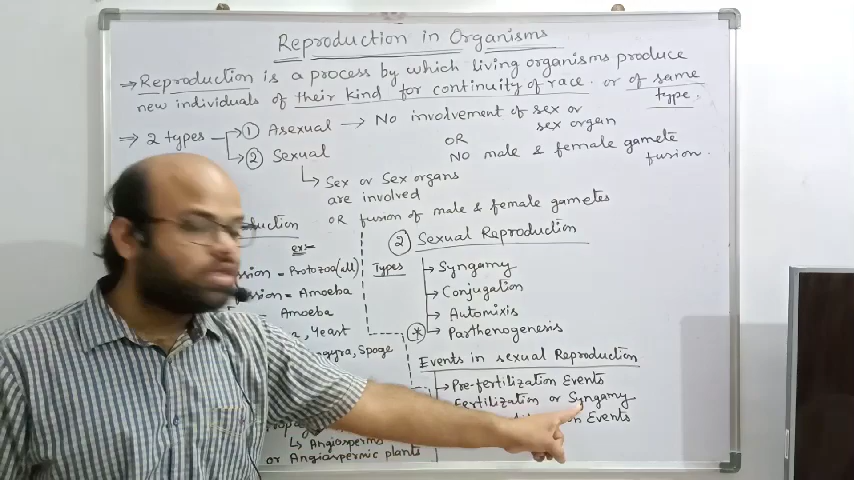 Reproduction in Organisms
⇒ Reproduction is a process by which living organisms produce
new individuals of their kind for continuity of race. or of same
type.
⇒ 2 types → ① Asexual → No involvement of sex or
sex organ
OR
NO male & female gamete
fusion.
→ ② Sexual
↳ Sex or Sex organs
are involved
OR fusion of male & female gametes
ex:-
= Protozoa(all)
= Amoeba
Amoeba
, Yeast
, Spoge
↳ Angiosperms
or Angiospermic plants
② Sexual Reproduction
Types → Syngamy
→ Conjugation
→ Automixis
* → Parthenogenesis
Events in sexual Reproduction
→ Pre-fertilization Events
Fertilization or Syngamy
Events